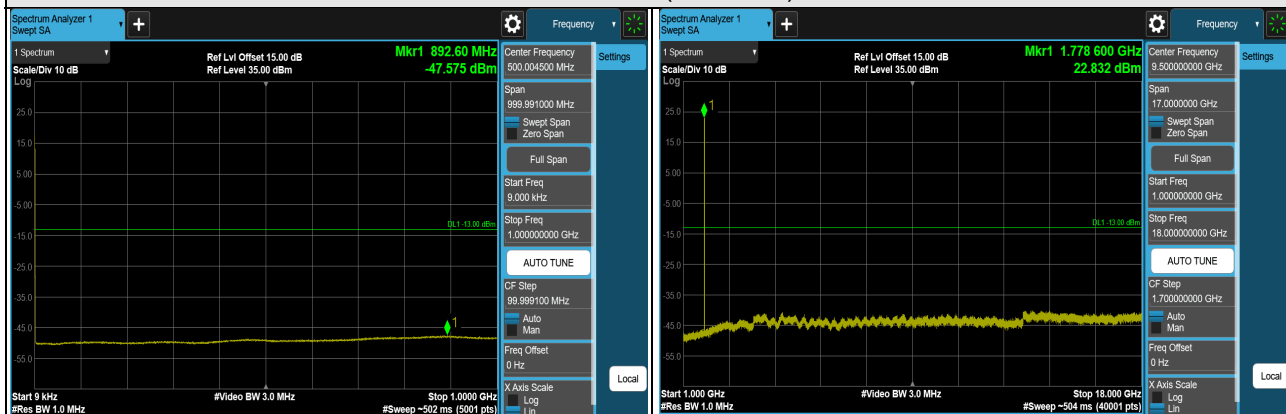 Spectrum Analyzer 1
Swept SA
Frequency
1 Spectrum
Ref Lvl Offset 15.00 dB
Mkr1 892.60 MHz
Scale/Div 10 dB
Ref Level 35.00 dBm
-47.575 dBm
Log
25.0
15.0
5.00
-5.00
-15.0
-25.0
-35.0
-45.0
-55.0
DL1 -13.00 dBm
1
Start 9 kHz
#Video BW 3.0 MHz
Stop 1.0000 GHz
#Res BW 1.0 MHz
#Sweep ~502 ms (5001 pts)
Center Frequency
500.004500 MHz
Settings
Span
999.991000 MHz
Swept Span
Zero Span
Full Span
Start Freq
9.000 kHz
Stop Freq
1.000000000 GHz
AUTO TUNE
CF Step
99.999100 MHz
Auto
Man
Freq Offset
0 Hz
X Axis Scale
Log
Lin
Local
Spectrum Analyzer 1
Swept SA
Frequency
1 Spectrum
Ref Lvl Offset 15.00 dB
Mkr1 1.778 600 GHz
Scale/Div 10 dB
Ref Level 35.00 dBm
22.832 dBm
Log
25.0
15.0
5.00
-5.00
-15.0
-25.0
-35.0
-45.0
-55.0
DL1 -13.00 dBm
1
Start 1.000 GHz
#Video BW 3.0 MHz
Stop 18.000 GHz
#Res BW 1.0 MHz
#Sweep ~504 ms (40001 pts)
Center Frequency
9.50000000 GHz
Settings
Span
17.0000000 GHz
Swept Span
Zero Span
Full Span
Start Freq
1.000000000 GHz
Stop Freq
18.000000000 GHz
AUTO TUNE
CF Step
1.700000000 GHz
Auto
Man
Freq Offset
0 Hz
X Axis Scale
Log
Lin
Local